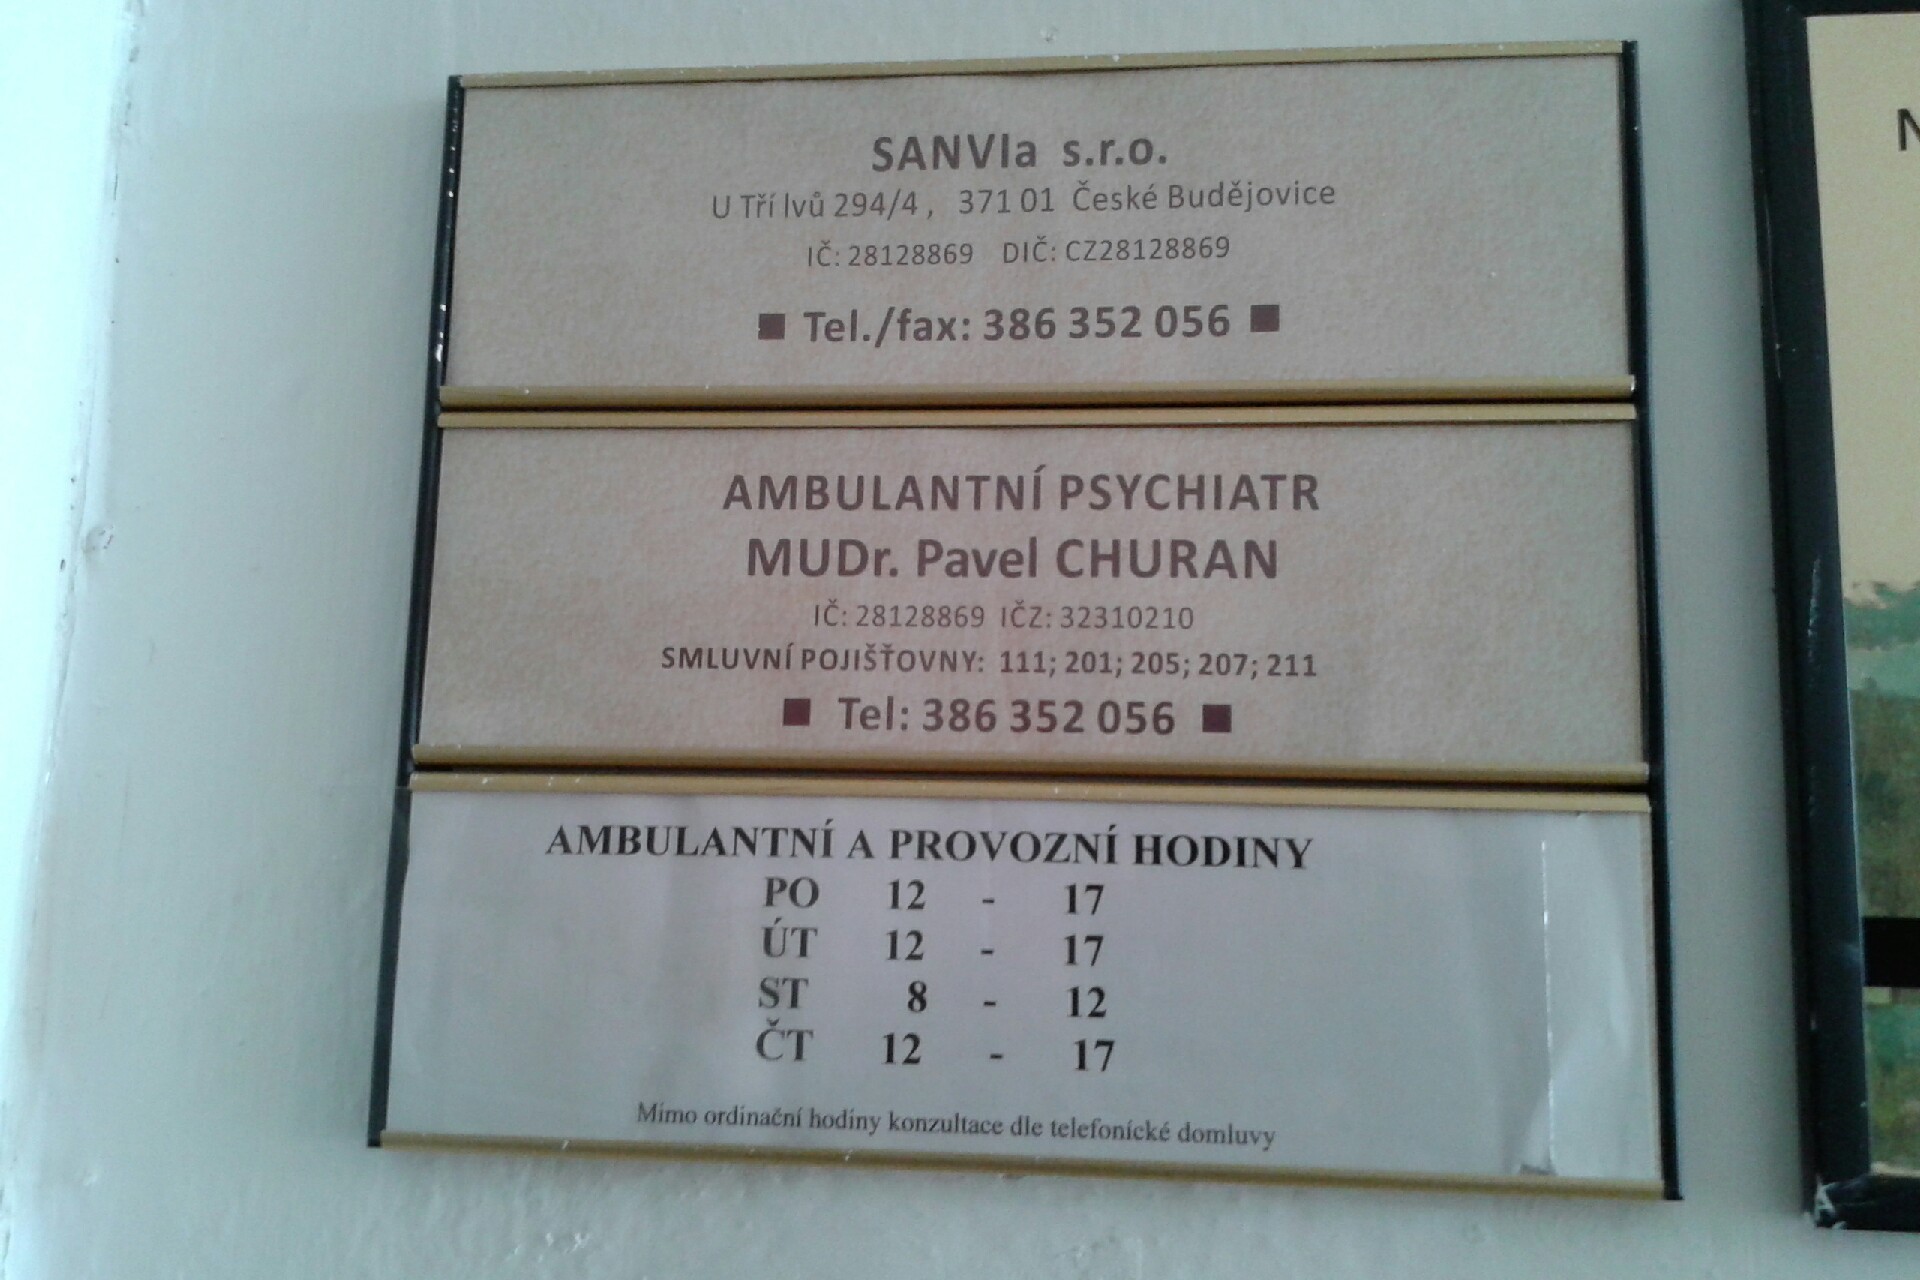 SANVIa s.r.o.
U Tří lvů 294/4, 371 01 České Budějovice
IČ: 28128869 DIČ: CZ28128869
■ Tel./fax: 386 352 056 ■
AMBULANTNÍ PSYCHIATR
MUDr. Pavel CHURAN
IČ: 28128869 IČZ: 32310210
SMLUVNÍ POJIŠŤOVNY: 111; 201; 205; 207; 211
■ Tel: 386 352 056 ■
AMBULANTNÍ A PROVOZNÍ HODINY
PO 12 - 17
ÚT 12 - 17
ST 8 - 12
ČT 12 - 17
Mimo ordinační hodiny konzultace dle telefonické domluvy